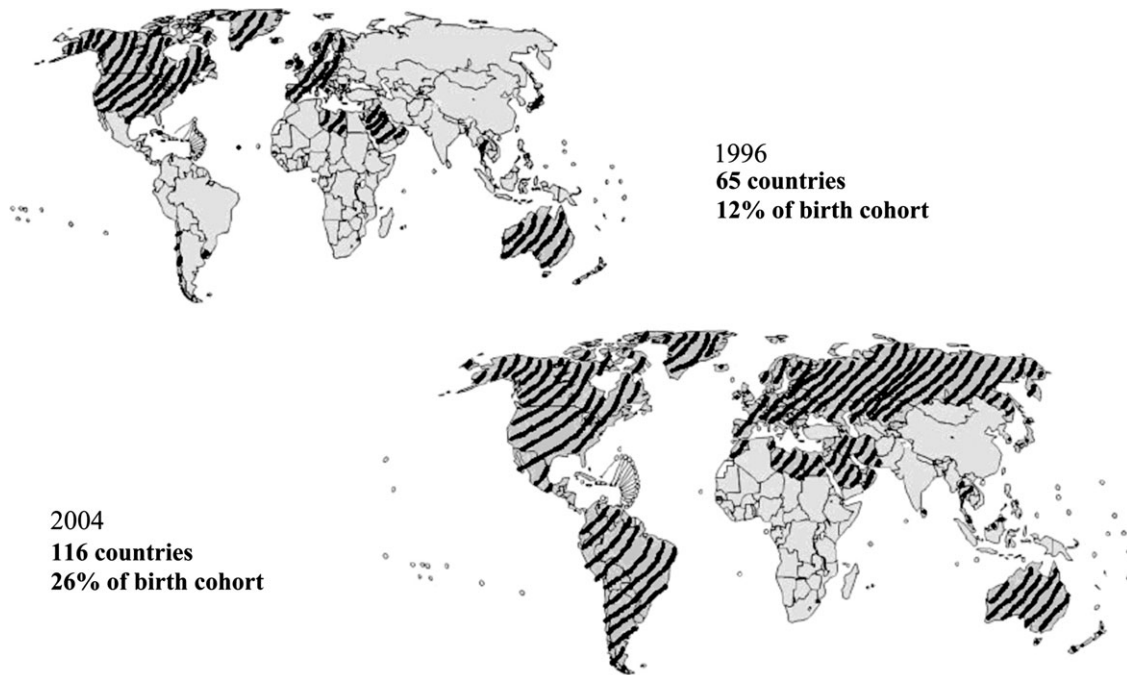 1996
65 countries
12% of birth cohort
2004
116 countries
26% of birth cohort